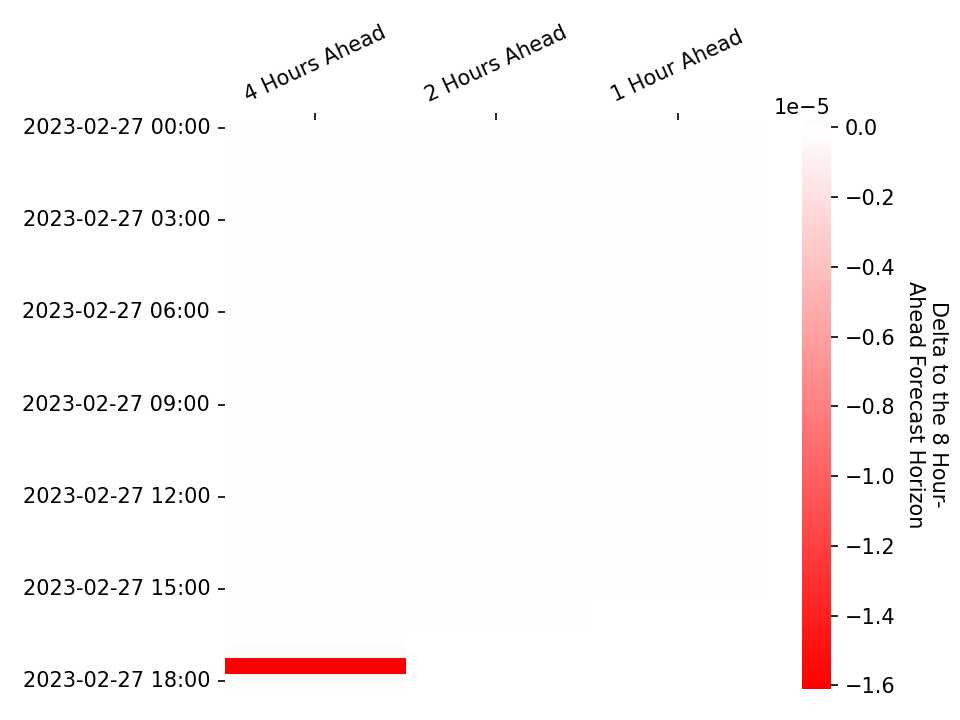 4 Hours Ahead
2 Hours Ahead
1 Hour Ahead
1e−5
2023-02-27 00:00
2023-02-27 03:00
2023-02-27 06:00
2023-02-27 09:00
2023-02-27 12:00
2023-02-27 15:00
2023-02-27 18:00
0.0
−0.2
−0.4
−0.6
−0.8
−1.0
−1.2
−1.4
−1.6
Delta to the 8 Hour-
Ahead Forecast Horizon